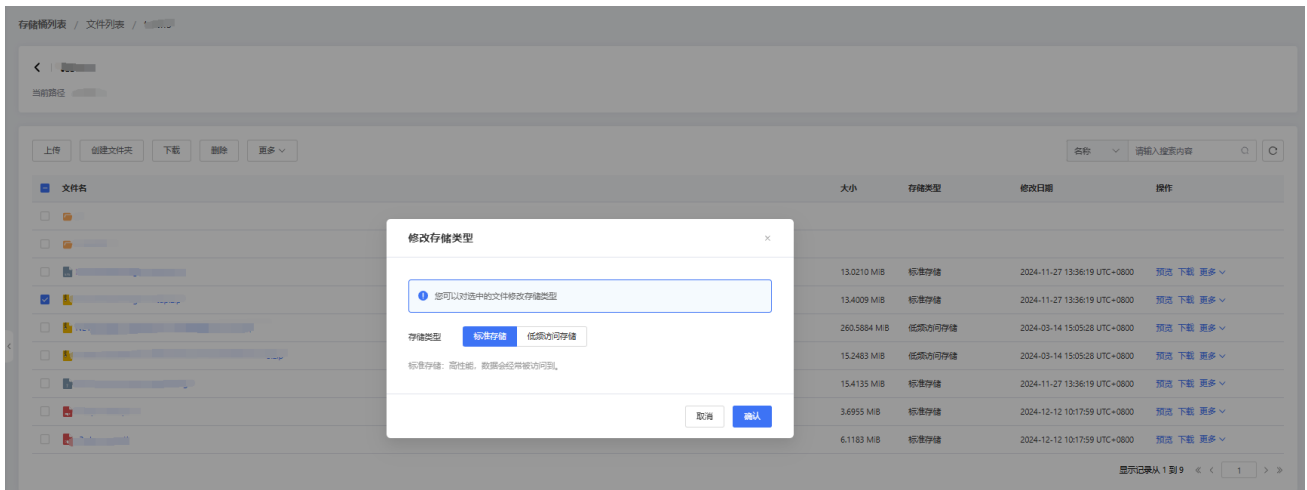 存储桶列表 / 文件列表 /
当前路径
上传 创建文件夹 下载 删除 更多
名称 请输入搜索内容
文件名 大小 存储类型 修改日期 操作
修改存储类型
您可以对选中的文件修改存储类型
存储类型 标准存储 低频访问存储
标准存储：高性能，数据会经常被访问到。
取消 确认
13.0210 MiB 标准存储 2024-11-27 13:36:19 UTC+0800 预览 下载 更多
13.4009 MiB 标准存储 2024-11-27 13:36:19 UTC+0800 预览 下载 更多
260.5884 MiB 低频访问存储 2024-03-14 15:05:28 UTC+0800 预览 下载 更多
15.2483 MiB 低频访问存储 2024-03-14 15:05:28 UTC+0800 预览 下载 更多
15.4135 MiB 标准存储 2024-11-27 13:36:19 UTC+0800 预览 下载 更多
3.6955 MiB 标准存储 2024-12-12 10:17:59 UTC+0800 预览 下载 更多
6.1183 MiB 标准存储 2024-12-12 10:17:59 UTC+0800 预览 下载 更多
显示记录从 1 到 9 1